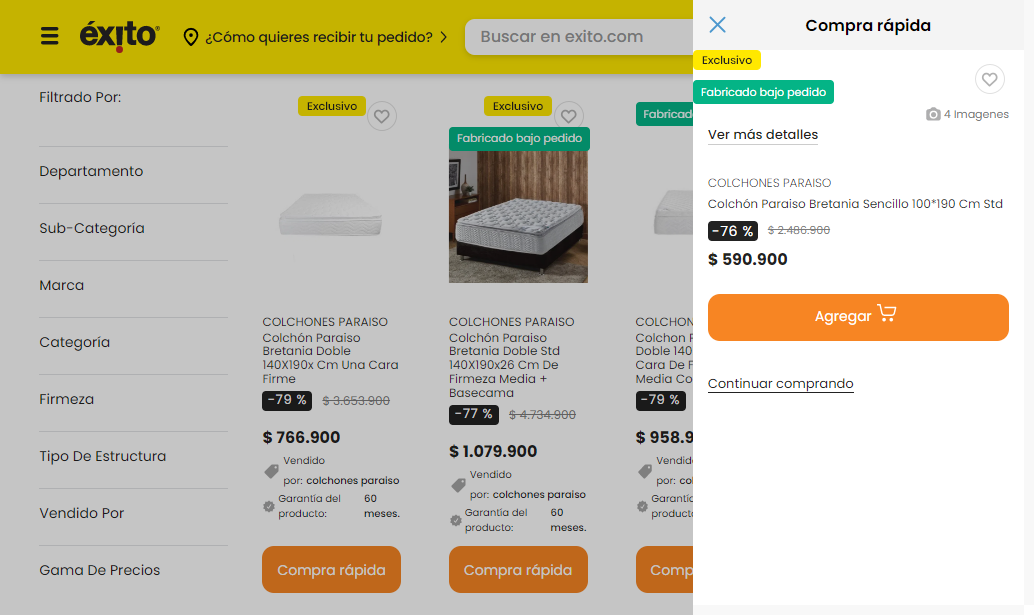 éxito
¿Cómo quieres recibir tu pedido?
Buscar en exito.com
Filtrado Por:
Departamento
Sub-Categoría
Marca
Categoría
Firmeza
Tipo De Estructura
Vendido Por
Gama De Precios
Exclusivo
COLCHONES PARAISO
Colchón Paraiso
Bretania Doble
140X190x Cm Una Cara
Firme
-79 % $ 3.653.900
$ 766.900
Vendido
por: colchones paraiso
Garantía del 60
producto: meses.
Compra rápida
Exclusivo
Fabricado bajo pedido
COLCHONES PARAISO
Colchón Paraiso
Bretania Doble Std
140X190x26 Cm De
Firmeza Media +
Basecama
-77 % $ 4.734.900
$ 1.079.900
Vendido
por: colchones paraiso
Garantía del 60
producto: meses.
Compra rápida
Fabricad
COLCHON
Colchon P
Doble 140
Cara De F
Media Co
-79 %
$ 958.9
Vendid
por: co
Garantí
product
Comp
Compra rápida
Exclusivo
Fabricado bajo pedido
4 Imagenes
Ver más detalles
COLCHONES PARAISO
Colchón Paraiso Bretania Sencillo 100*190 Cm Std
-76 % $ 2.486.900
$ 590.900
Agregar
Continuar comprando